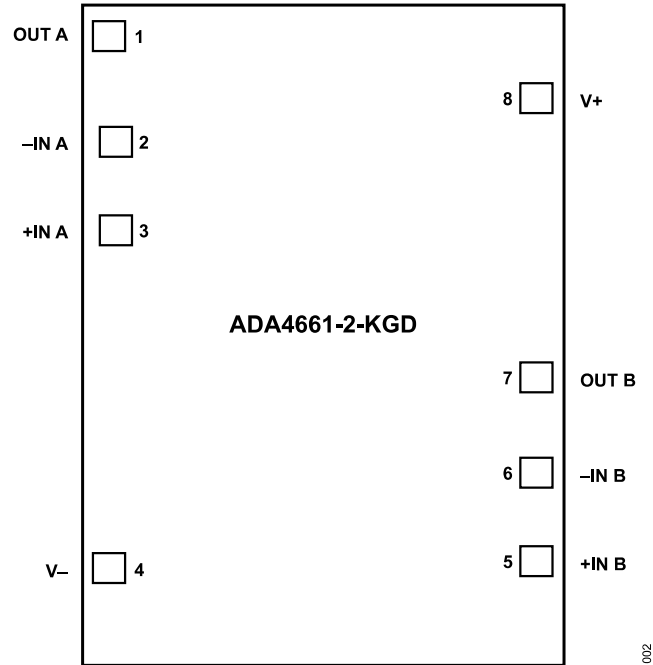 OUT A
1
8
V+
–IN A
2
+IN A
3
ADA4661-2-KGD
7
OUT B
6
–IN B
5
+IN B
V–
4
002